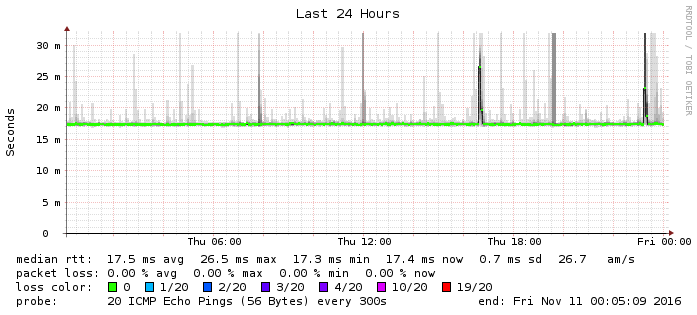 Last 24 Hours
RRDTOOL / TOBI OETIKER
Seconds
30 m
25 m
20 m
15 m
10 m
5 m
0
Thu 06:00 Thu 12:00 Thu 18:00 Fri 00:00
median rtt: 17.5 ms avg 26.5 ms max 17.3 ms min 17.4 ms now 0.7 ms sd 26.7 am/s
packet loss: 0.00 % avg 0.00 % max 0.00 % min 0.00 % now
loss color: 0 1/20 2/20 3/20 4/20 10/20 19/20
probe: 20 ICMP Echo Pings (56 Bytes) every 300s end: Fri Nov 11 00:05:09 2016